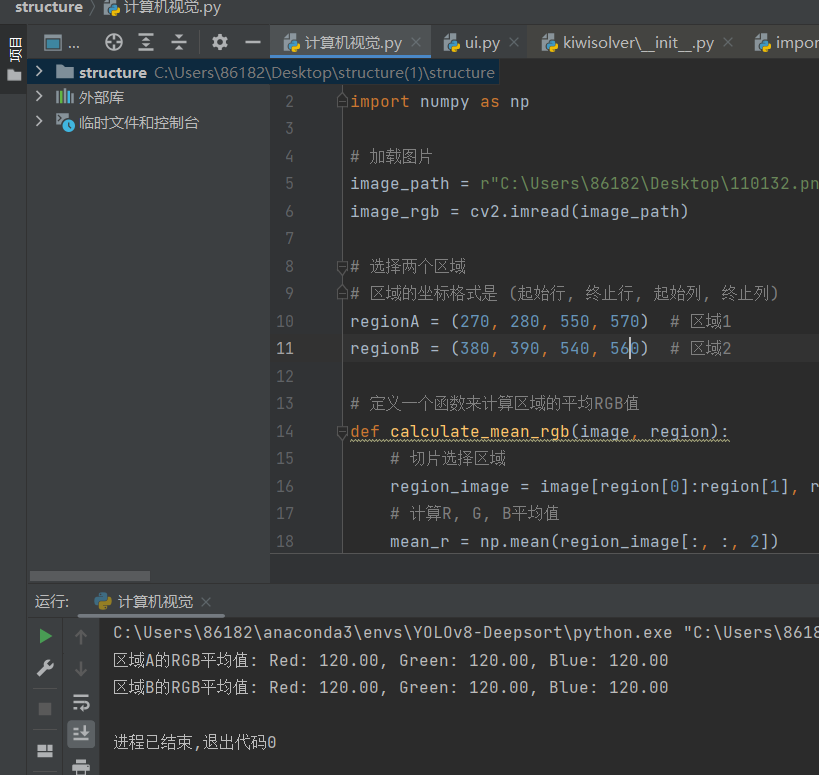 structure 计算机视觉.py
项目
... 计算机视觉.py ui.py kiwisolver\__init__.py impor
structure C:\Users\86182\Desktop\structure(1)\structure
外部库
临时文件和控制台
2 import numpy as np
3
4 # 加载图片
5 image_path = r"C:\Users\86182\Desktop\110132.pn
6 image_rgb = cv2.imread(image_path)
7
8 # 选择两个区域
9 # 区域的坐标格式是 (起始行, 终止行, 起始列, 终止列)
10 regionA = (270, 280, 550, 570) # 区域1
11 regionB = (380, 390, 540, 560) # 区域2
12
13 # 定义一个函数来计算区域的平均RGB值
14 def calculate_mean_rgb(image, region):
15 # 切片选择区域
16 region_image = image[region[0]:region[1], r
17 # 计算R, G, B平均值
18 mean_r = np.mean(region_image[:, :, 2])
运行: 计算机视觉
C:\Users\86182\anaconda3\envs\YOLOv8-Deepsort\python.exe "C:\Users\8618
区域A的RGB平均值: Red: 120.00, Green: 120.00, Blue: 120.00
区域B的RGB平均值: Red: 120.00, Green: 120.00, Blue: 120.00
进程已结束,退出代码0